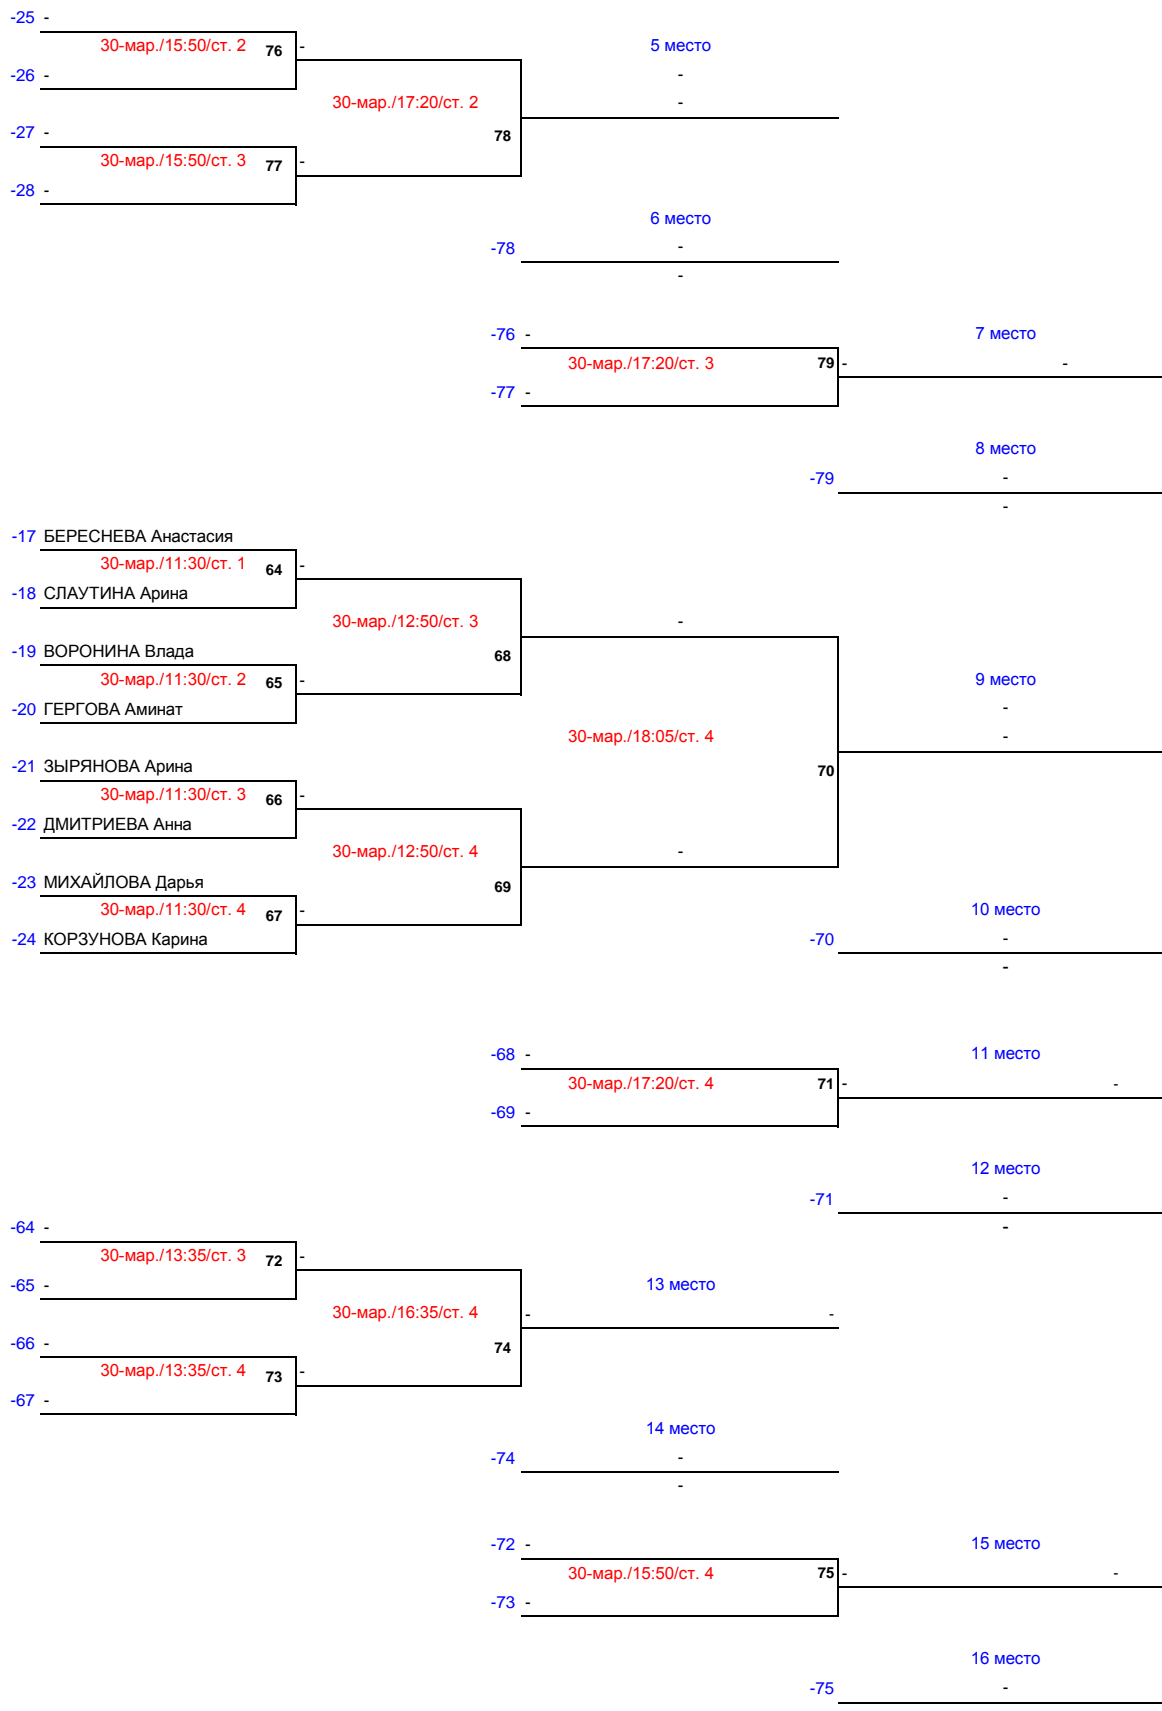 -25 -
30-мар./15:50/ст. 2 76 - 5 место
-26 - -
30-мар./17:20/ст. 2 -
-27 - 78
30-мар./15:50/ст. 3 77 -
-28 -
6 место
-78 -
-
-76 - 7 место
30-мар./17:20/ст. 3 79 - -
-77 -
8 место
-79 -
-
-17 БЕРЕСНЕВА Анастасия
30-мар./11:30/ст. 1 64 -
-18 СЛАУТИНА Арина
30-мар./12:50/ст. 3 -
-19 ВОРОНИНА Влада 68
30-мар./11:30/ст. 2 65 - 9 место
-20 ГЕРГОВА Аминат -
30-мар./18:05/ст. 4 -
-21 ЗЫРЯНОВА Арина 70
30-мар./11:30/ст. 3 66 -
-22 ДМИТРИЕВА Анна
30-мар./12:50/ст. 4 -
-23 МИХАЙЛОВА Дарья 69
30-мар./11:30/ст. 4 67 - 10 место
-24 КОРЗУНОВА Карина -70 -
-
-68 - 11 место
30-мар./17:20/ст. 4 71 - -
-69 -
12 место
-71 -
-64 - -
30-мар./13:35/ст. 3 72 -
-65 - 13 место
30-мар./16:35/ст. 4 - -
-66 - 74
30-мар./13:35/ст. 4 73 -
-67 -
14 место
-74 -
-
-72 - 15 место
30-мар./15:50/ст. 4 75 - -
-73 -
16 место
-75 -